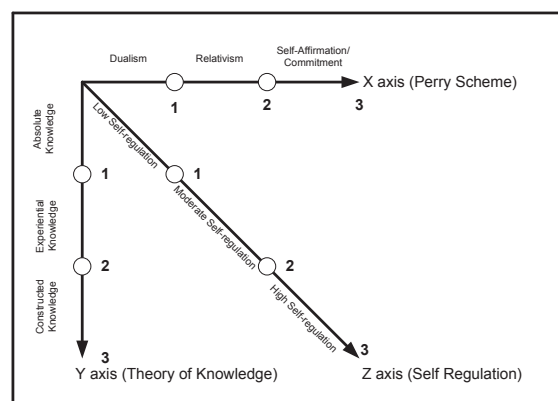 Dualism
Relativism
Self-Affirmation/
Commitment
X axis (Perry Scheme)
1
2
3
Absolute
Knowledge
Low Self-regulation
1
1
Experiential
Knowledge
Moderate Self-regulation
2
2
Constructed
Knowledge
High Self-regulation
3
3
Y axis (Theory of Knowledge)
Z axis (Self Regulation)